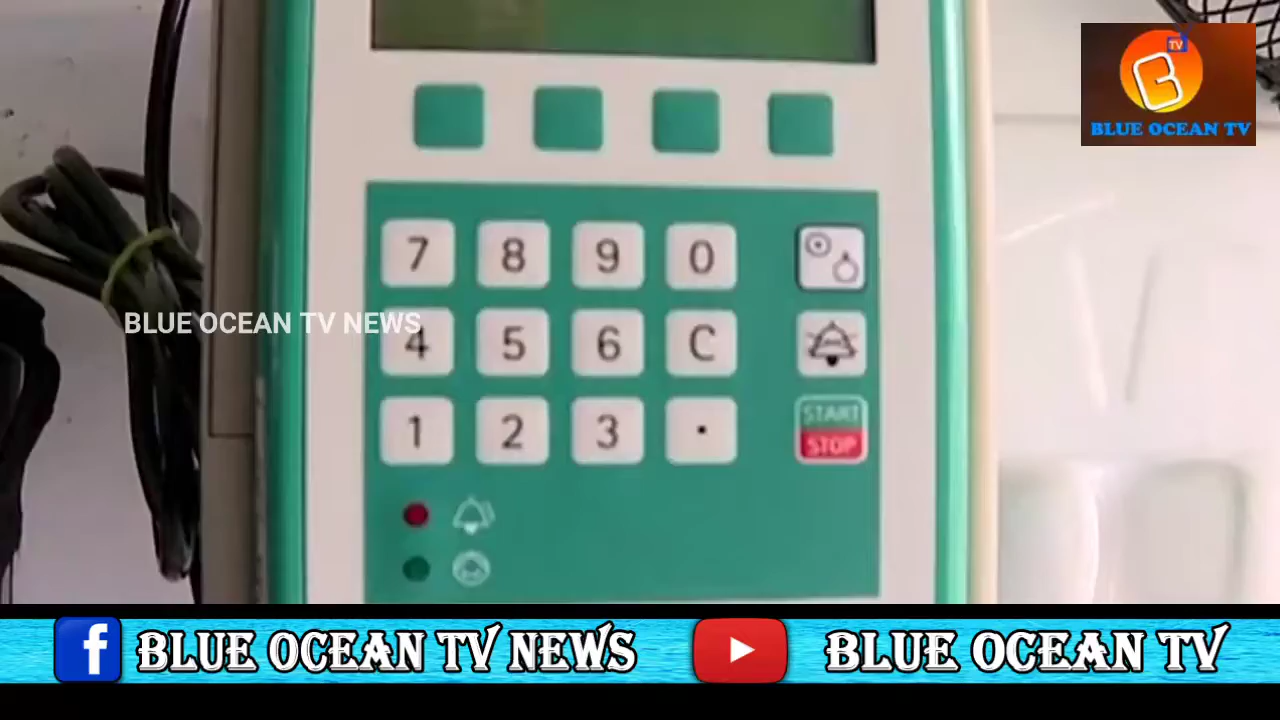 TV
B
BLUE OCEAN TV
7 8 9 0
BLUE OCEAN TV NEWS
4 5 6 C
1 2 3 .
START
STOP
f BLUE OCEAN TV NEWS BLUE OCEAN TV